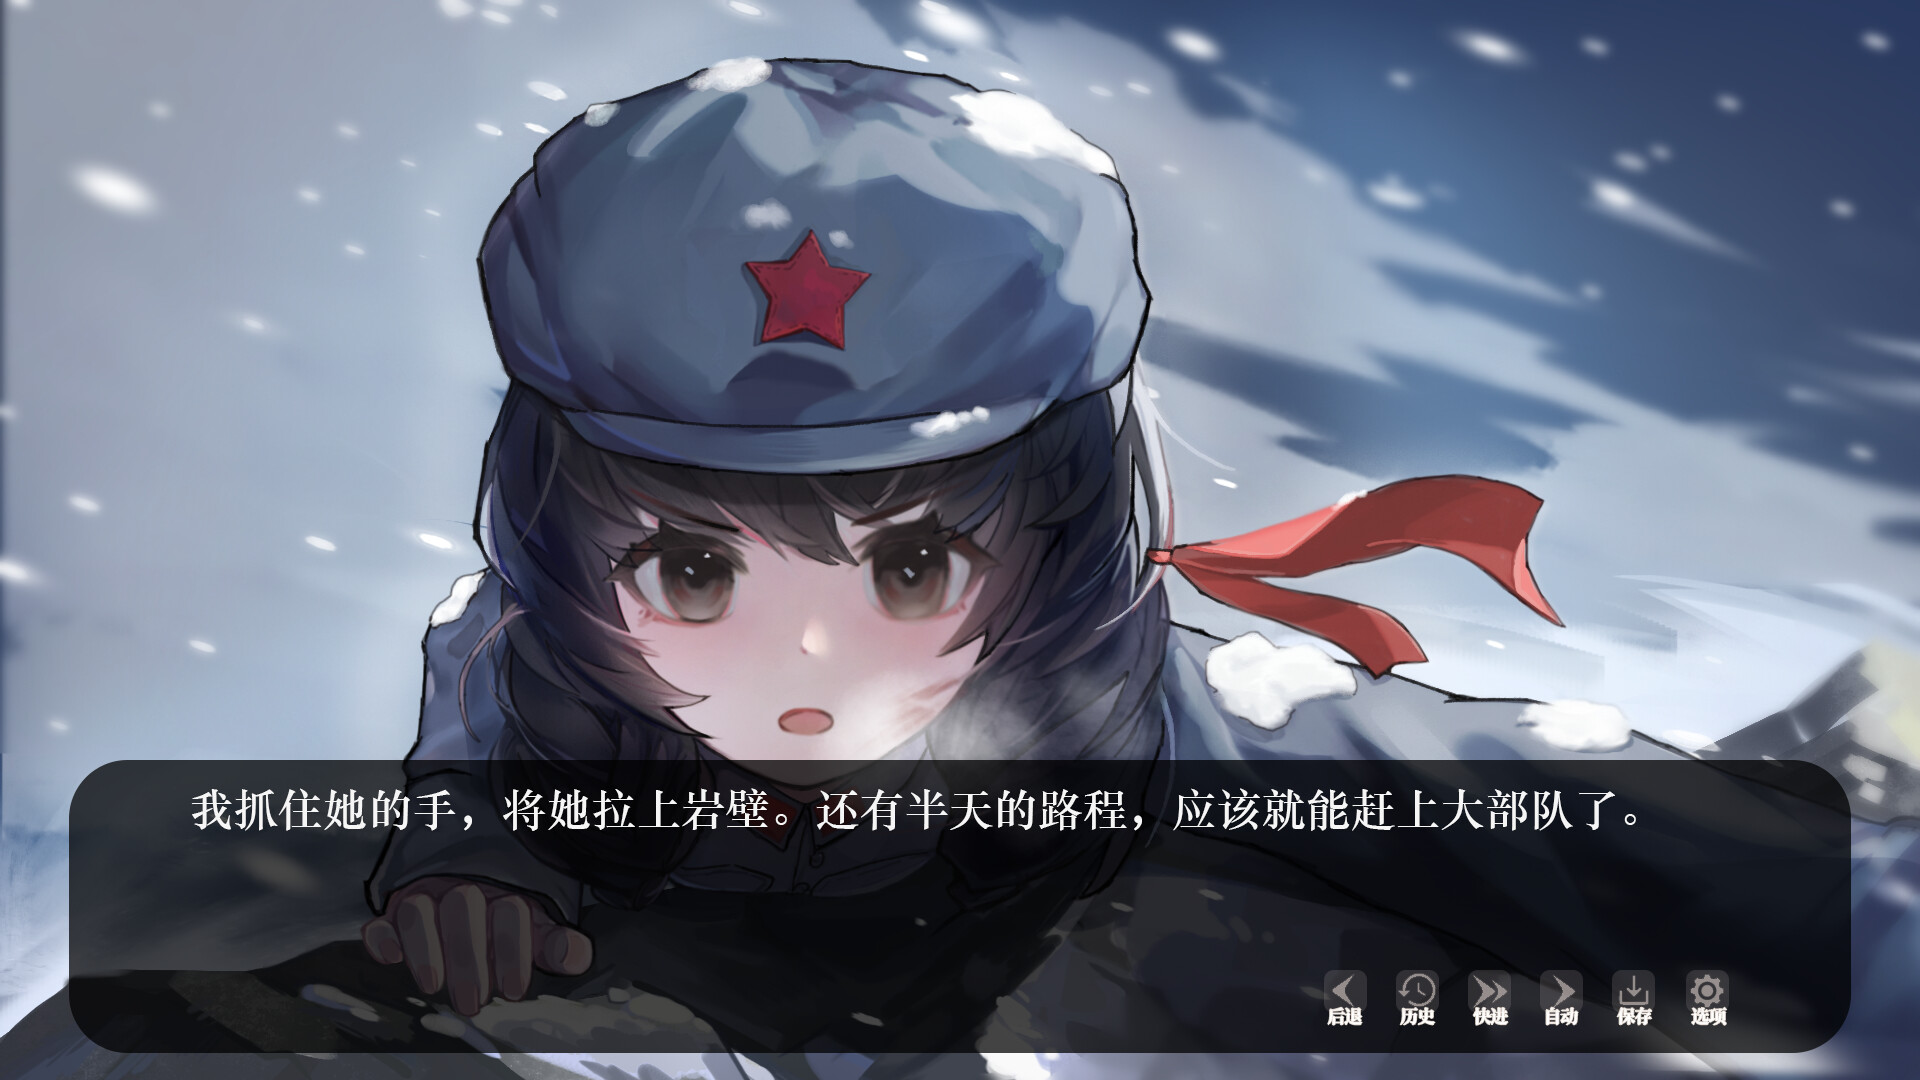 我抓住她的手，将她拉上岩壁。还有半天的路程，应该就能赶上大部队了。
后退 历史 快进 自动 保存 选项